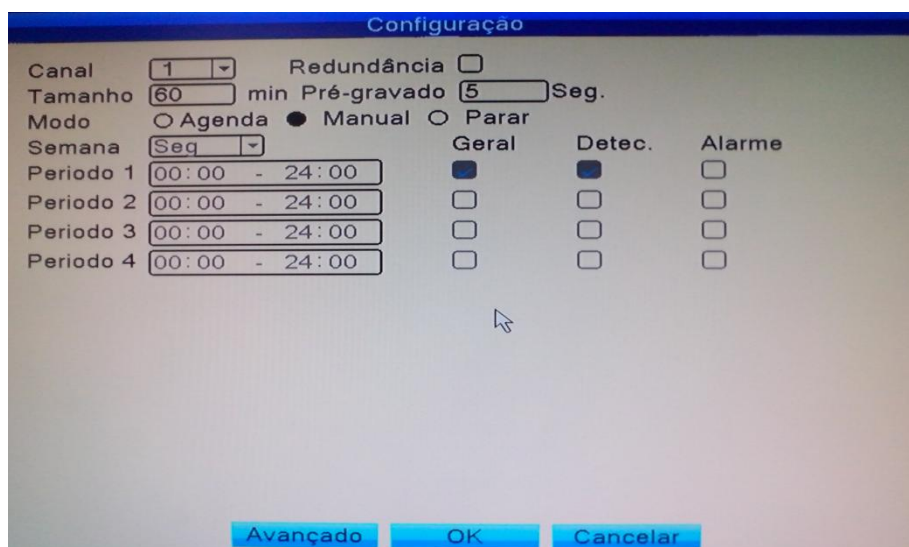 Configuração
Canal 1 Redundância
Tamanho 60 min Pré-gravado 5 Seg.
Modo Agenda Manual Parar
Semana Seg Geral Detec. Alarme
Periodo 1 00:00 - 24:00
Periodo 2 00:00 - 24:00
Periodo 3 00:00 - 24:00
Periodo 4 00:00 - 24:00
Avançado OK Cancelar